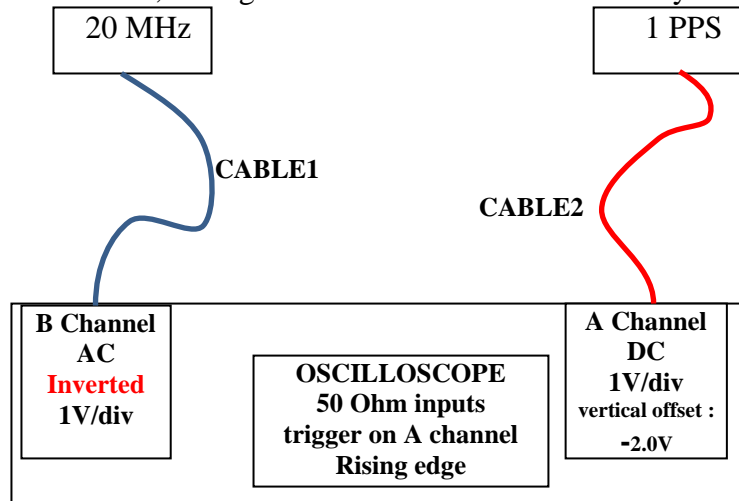 20 MHz
1 PPS
CABLE1
CABLE2
B Channel
AC
Inverted
1V/div
OSCILLOSCOPE
50 Ohm inputs
trigger on A channel
Rising edge
A Channel
DC
1V/div
vertical offset :
-2.0V